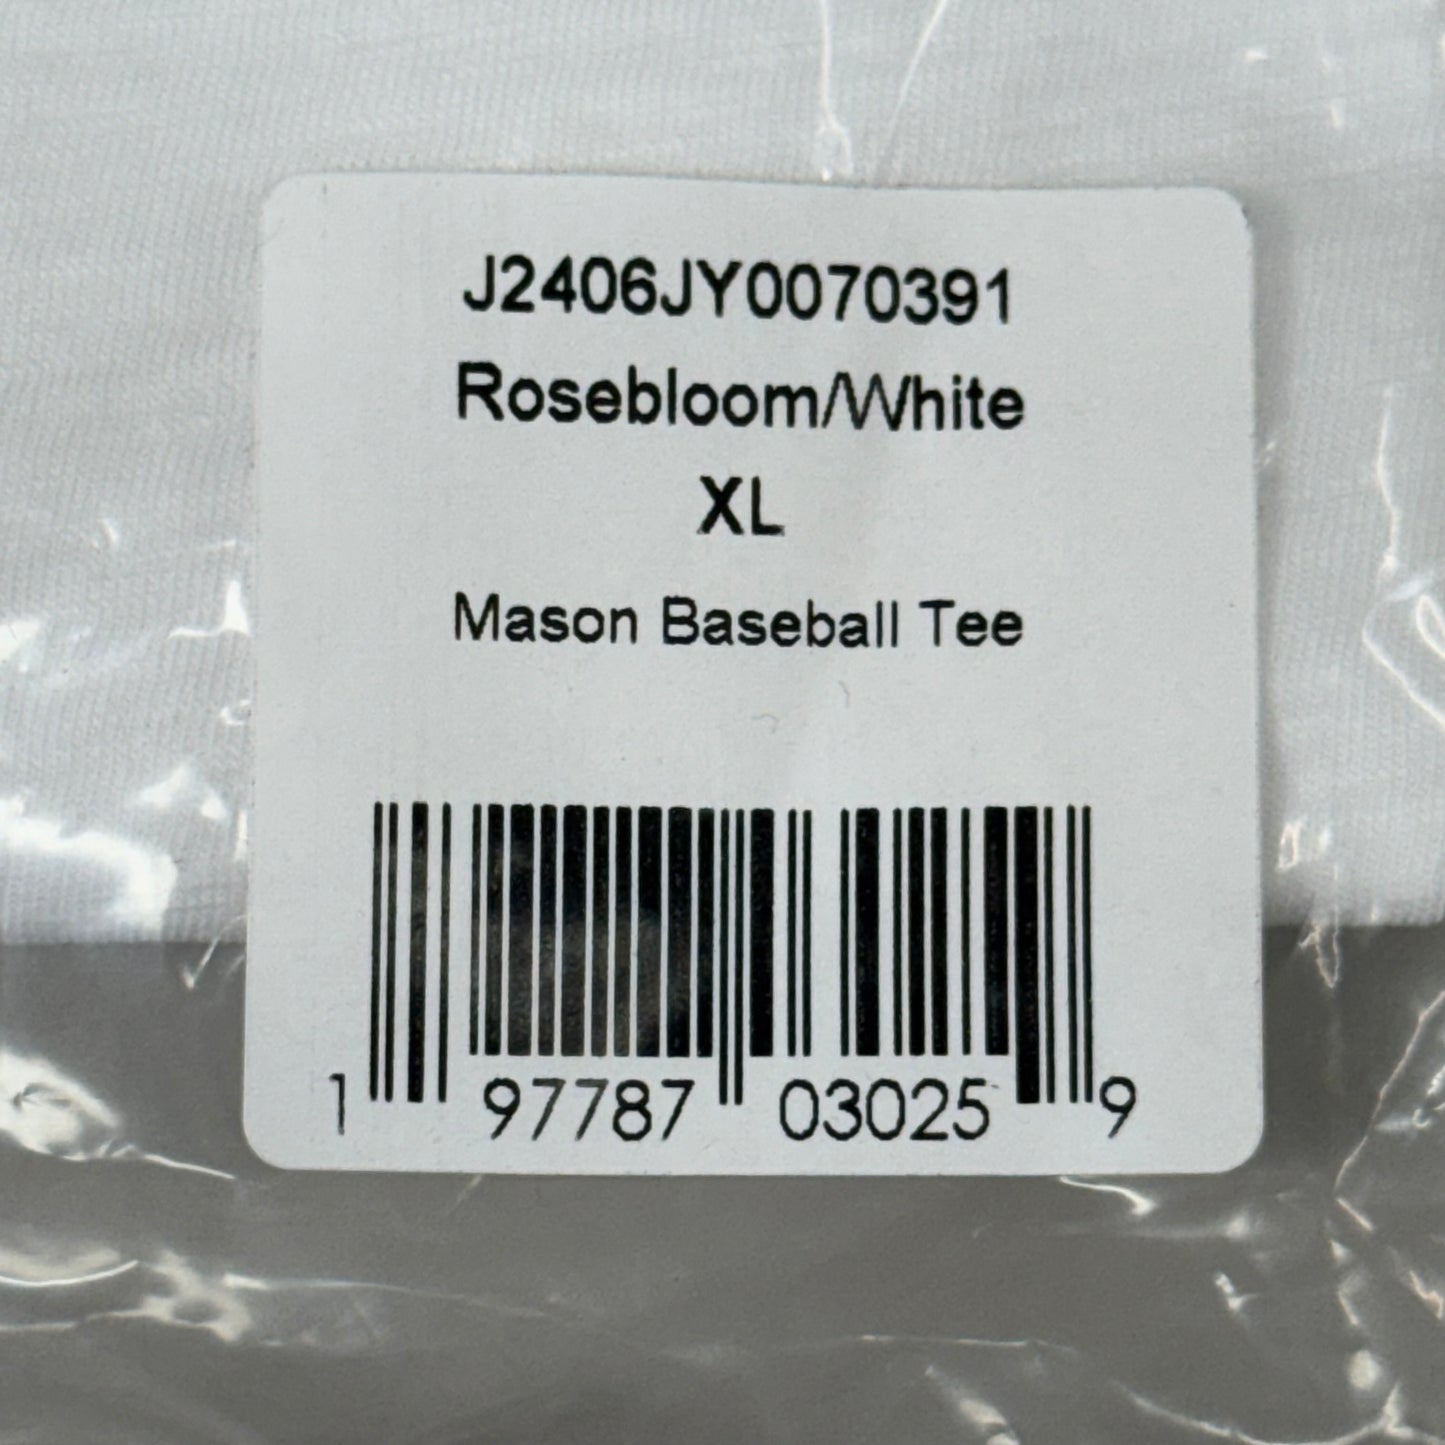 J2406JY0070391
Rosebloom/White
XL
Mason Baseball Tee
1 97787 03025 9